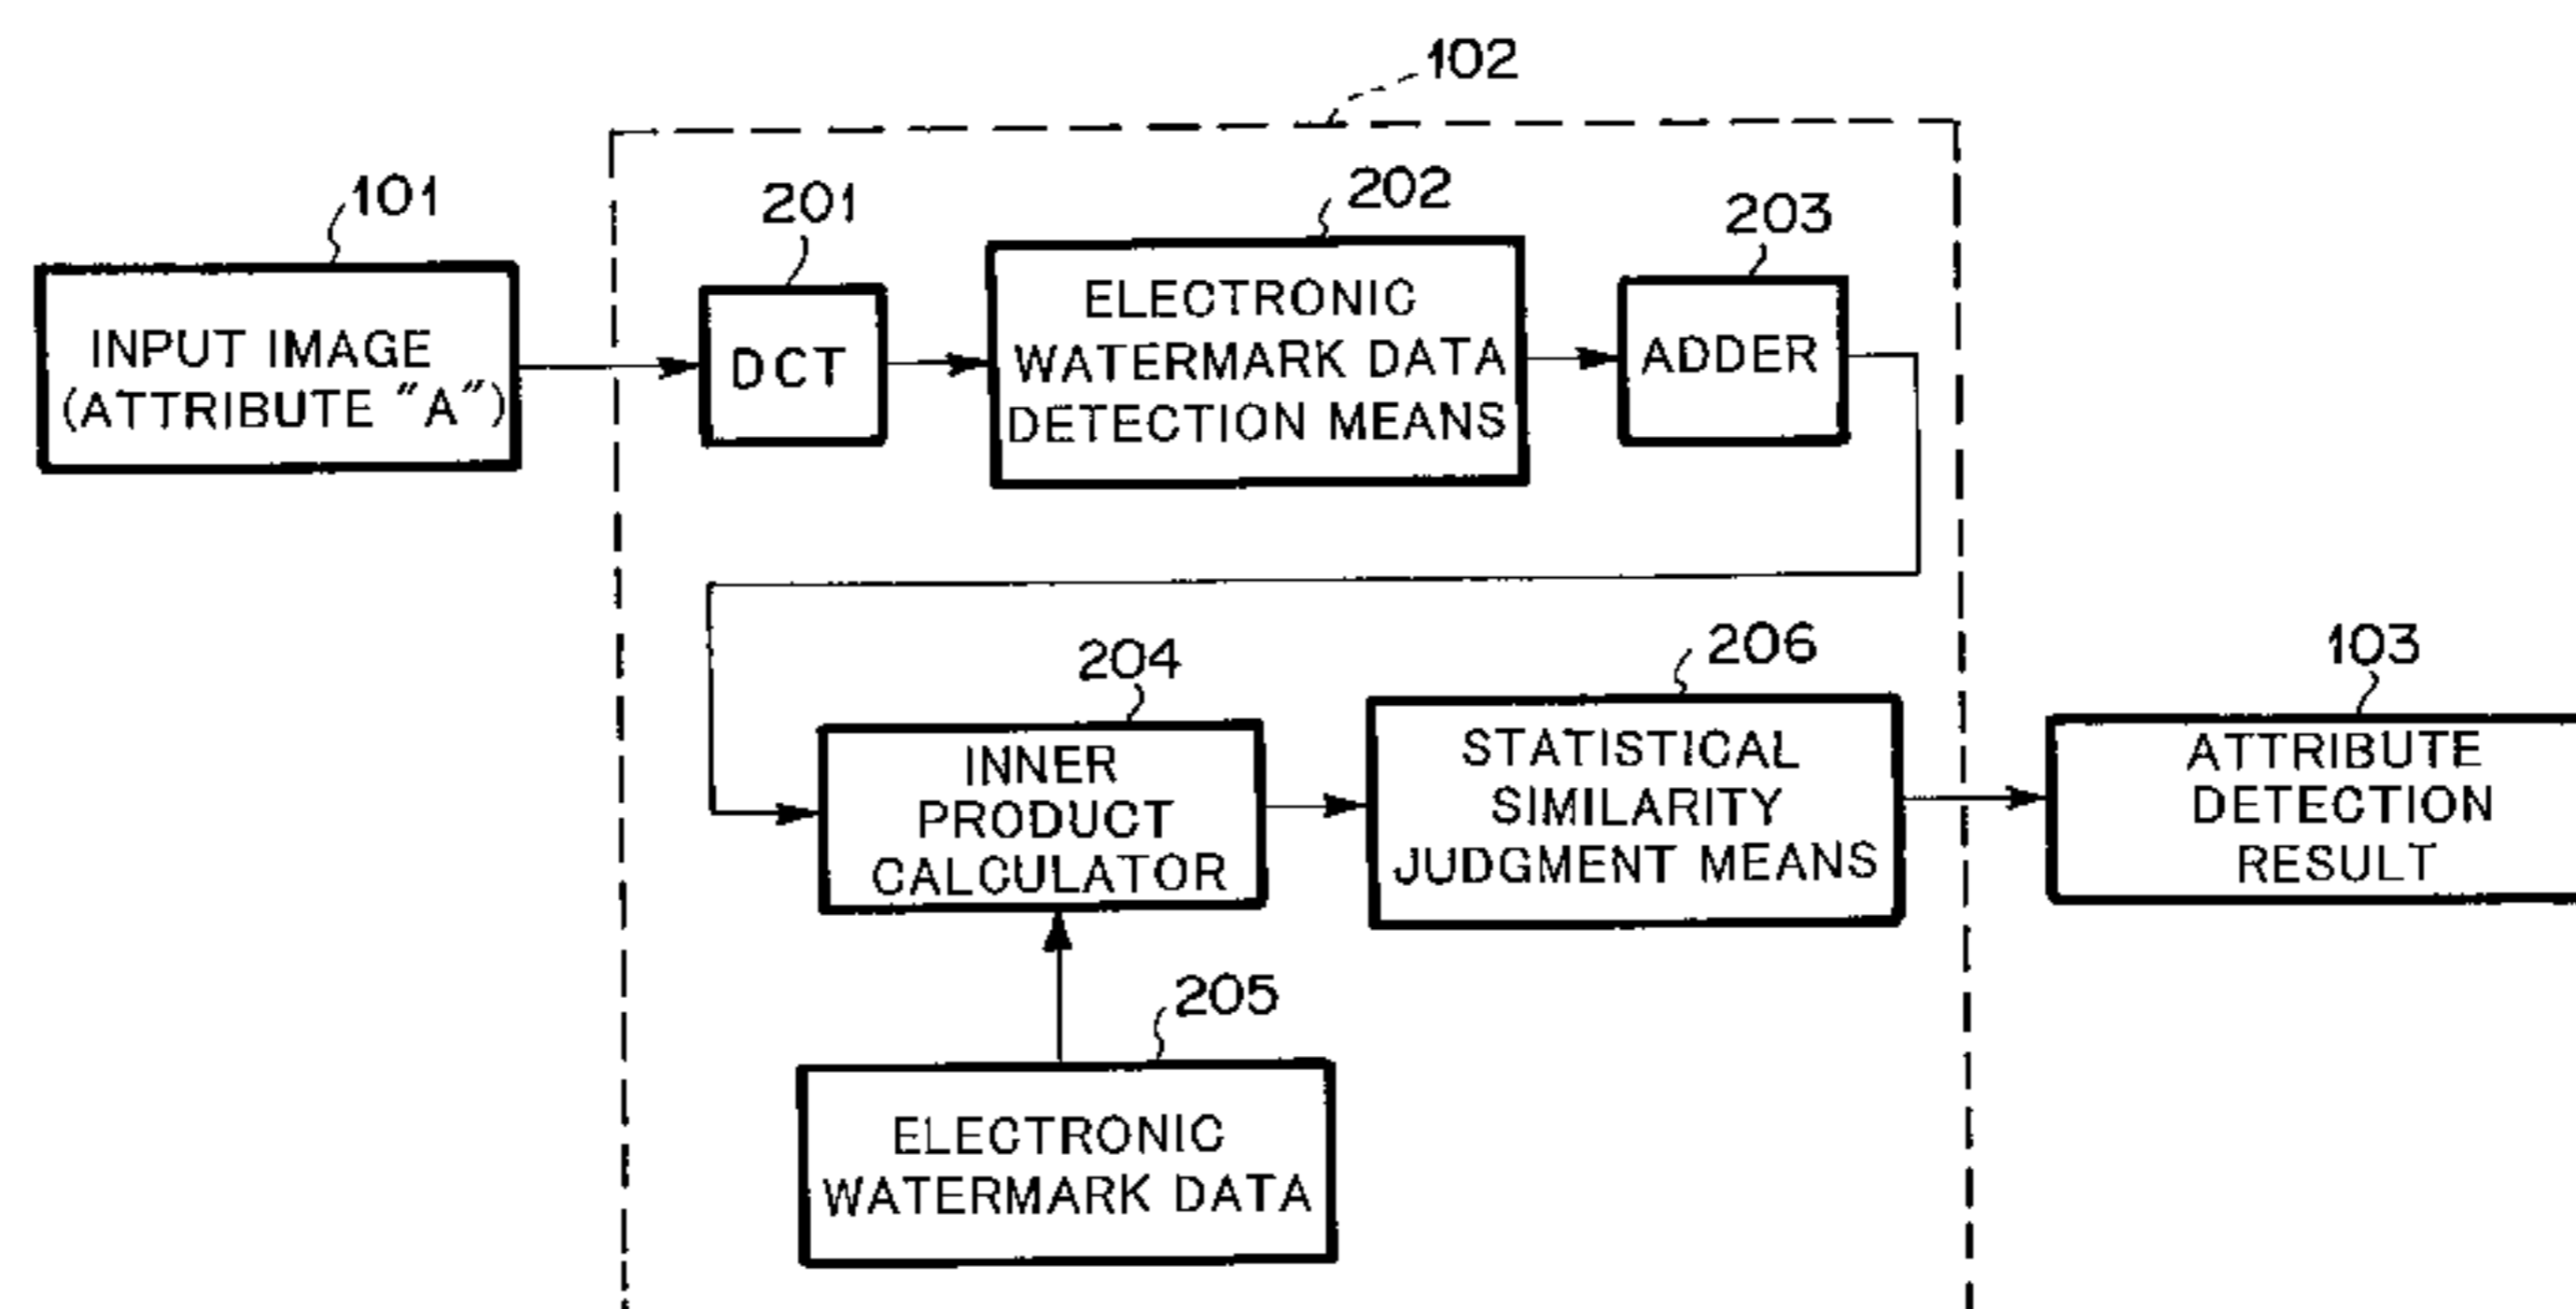 102
101
201
202
203
INPUT IMAGE
(ATTRIBUTE "A")
DCT
ELECTRONIC
WATERMARK DATA
DETECTION MEANS
ADDER
204
206
103
INNER
PRODUCT
CALCULATOR
STATISTICAL
SIMILARITY
JUDGMENT MEANS
ATTRIBUTE
DETECTION
RESULT
205
ELECTRONIC
WATERMARK DATA